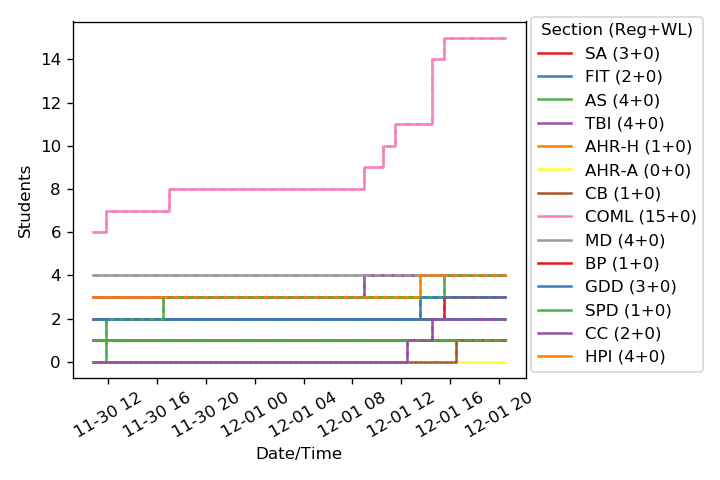 Section (Reg+WL)
SA (3+0)
FIT (2+0)
AS (4+0)
TBI (4+0)
AHR-H (1+0)
AHR-A (0+0)
CB (1+0)
COML (15+0)
MD (4+0)
BP (1+0)
GDD (3+0)
SPD (1+0)
CC (2+0)
HPI (4+0)
Students
14
12
10
8
6
4
2
0
11-30 12
11-30 16
11-30 20
12-01 00
12-01 04
12-01 08
12-01 12
12-01 16
12-01 20
Date/Time